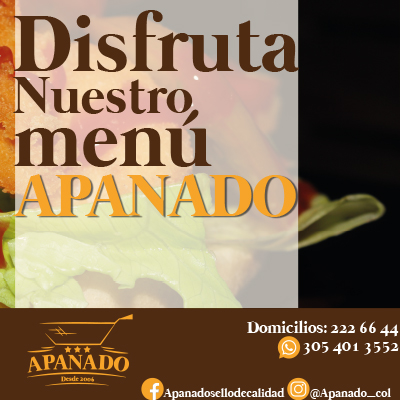 Disfruta
Nuestro
menú
APANADO
Domicilios: 222 66 44
305 401 3552
APANADO
Desde 2004
Apanadosellodecalidad
@Apanado_col